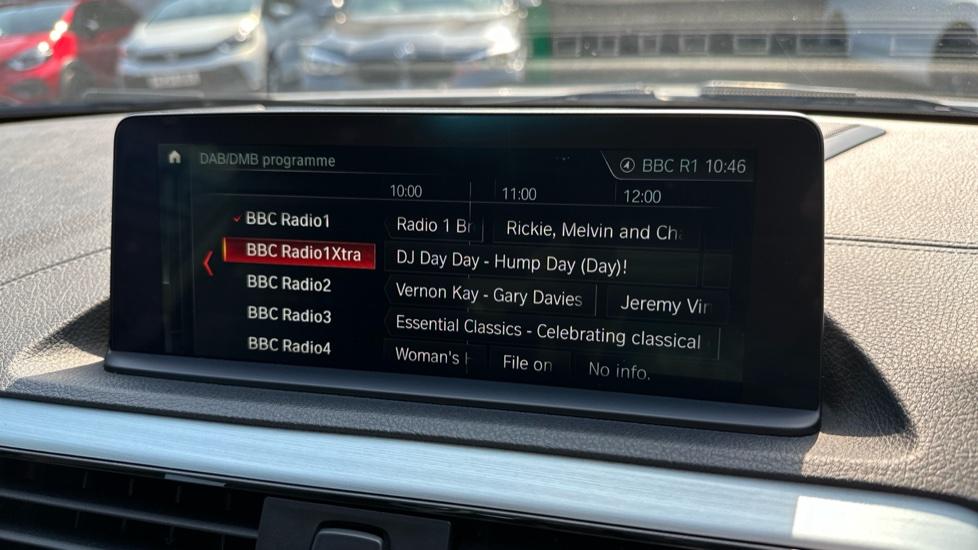 DAB/DMB programme
BBC R1 10:46
10:00 11:00 12:00
BBC Radio1 Radio 1 Br Rickie, Melvin and Cha
BBC Radio1Xtra DJ Day Day - Hump Day (Day)!
BBC Radio2 Vernon Kay - Gary Davies Jeremy Vin
BBC Radio3 Essential Classics - Celebrating classical
BBC Radio4 Woman's File on No info.